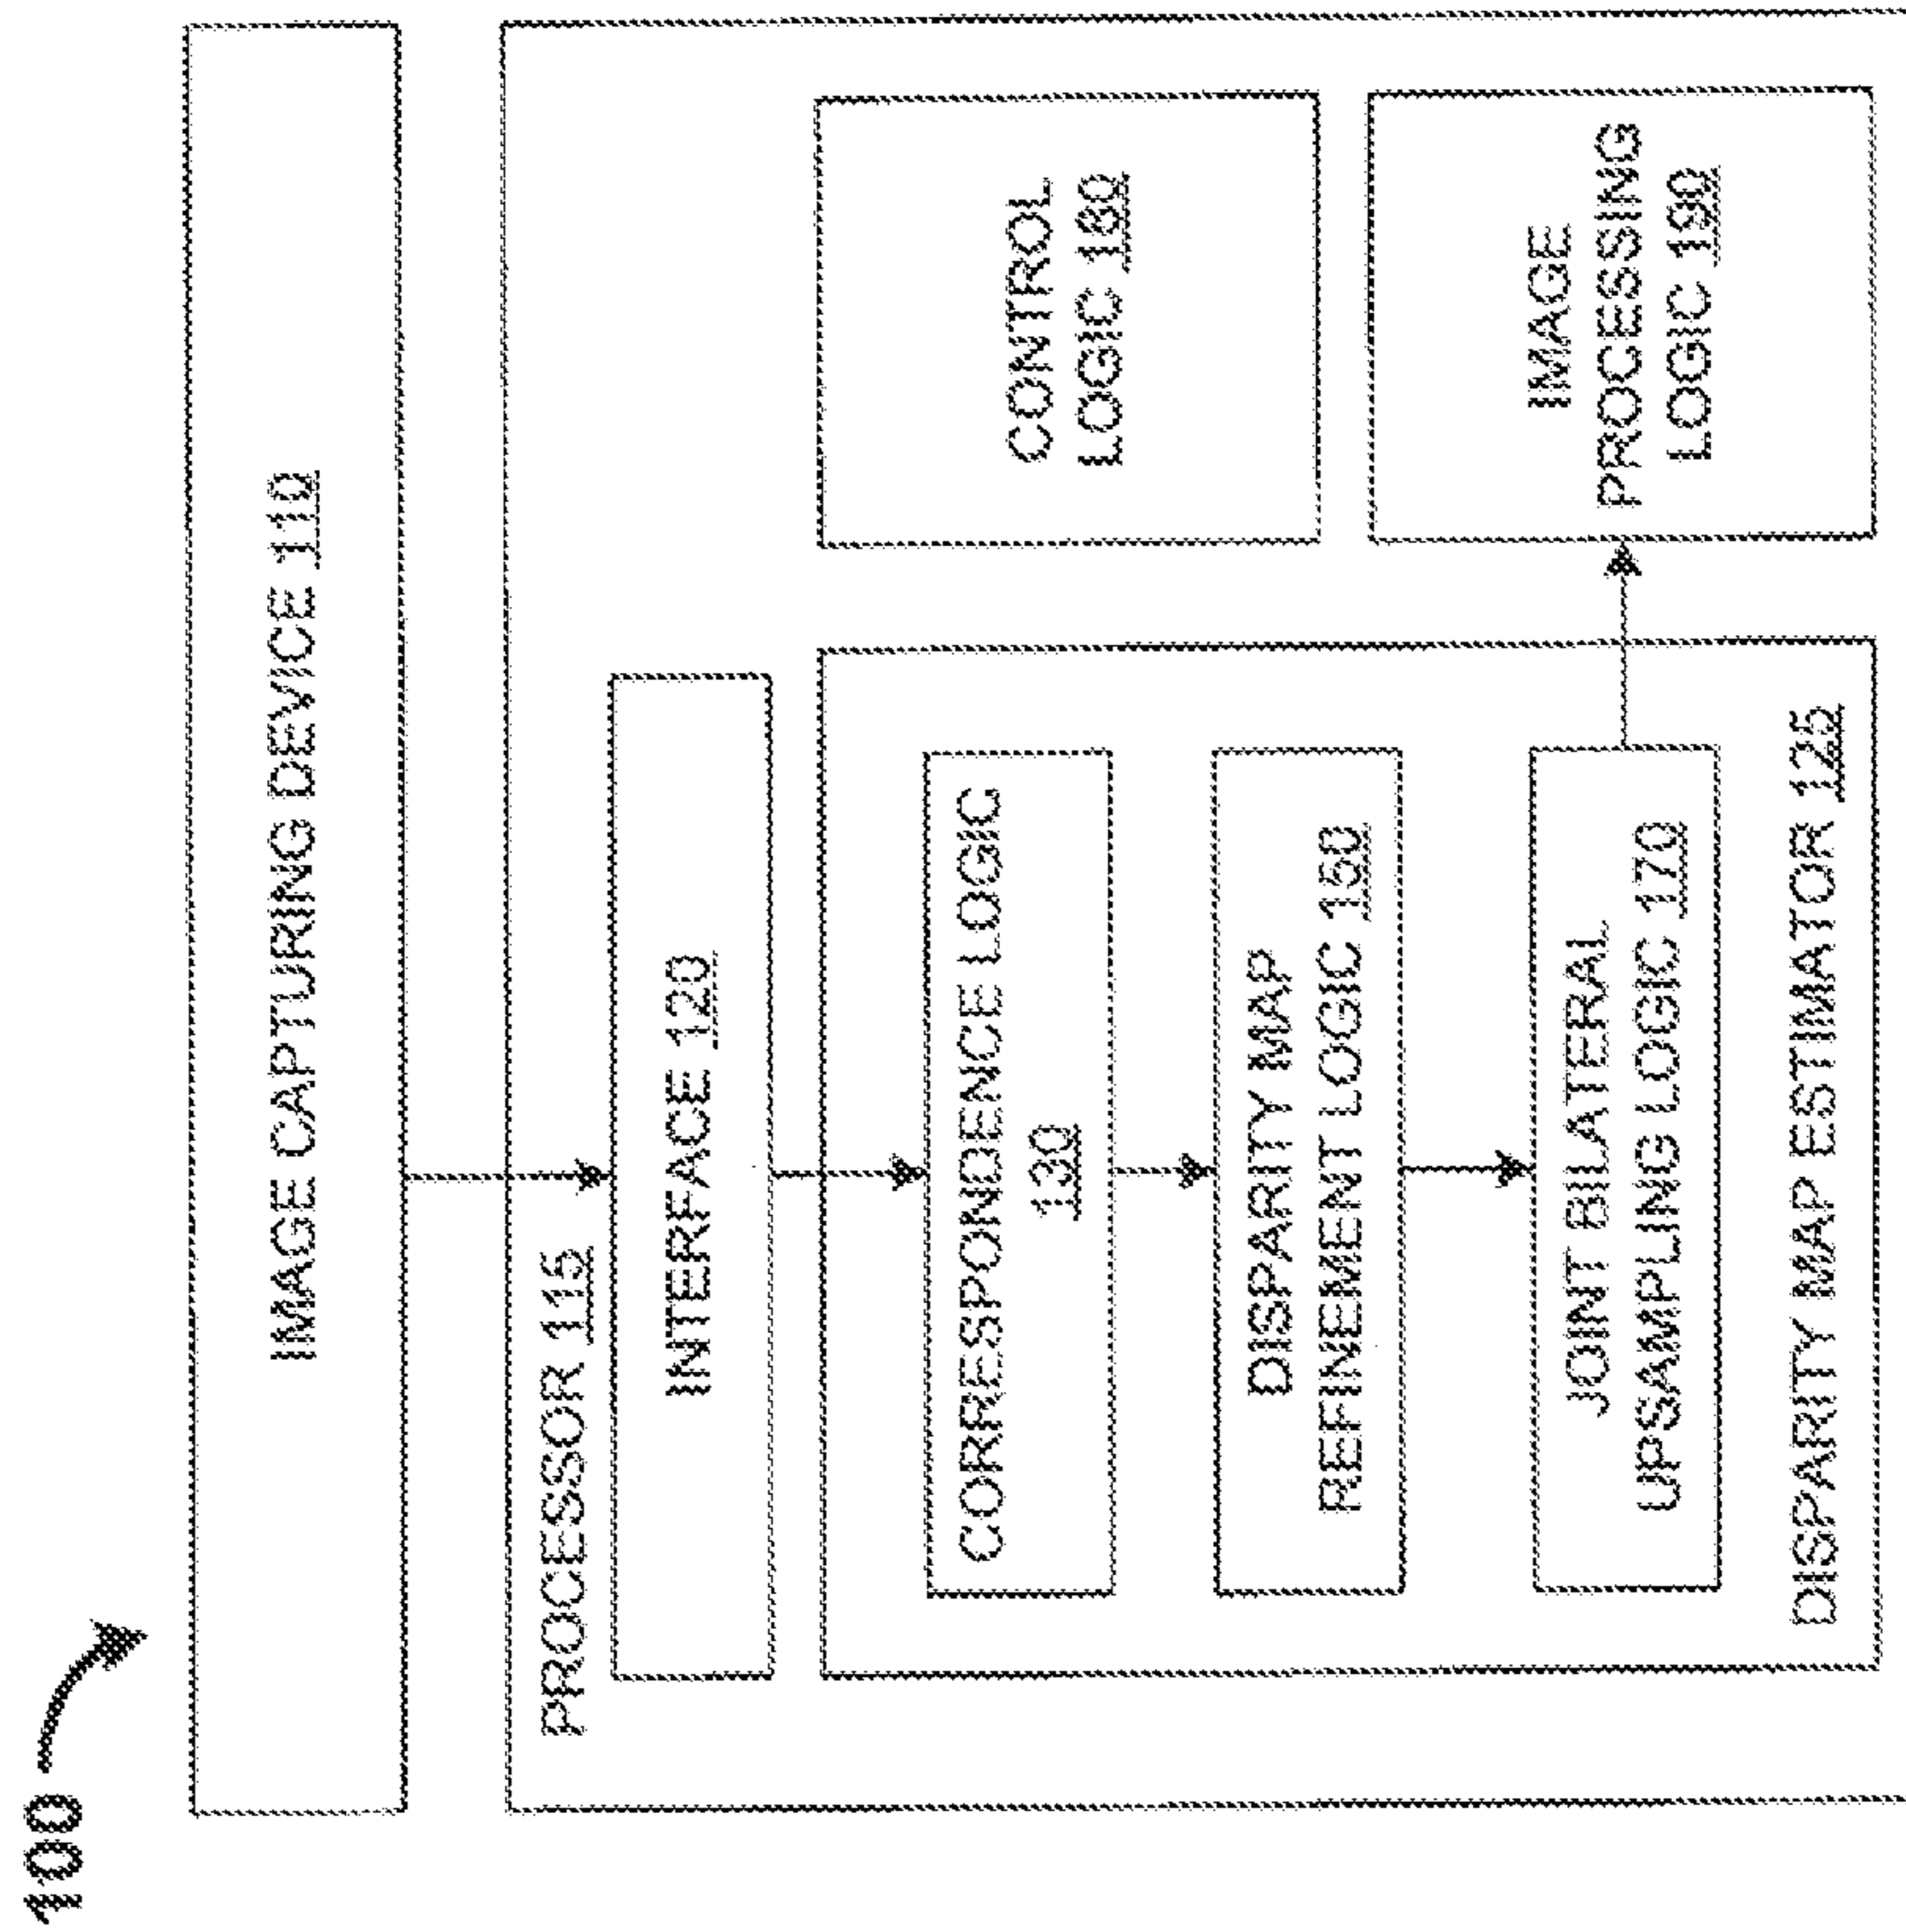 100
IMAGE CAPTURING DEVICE 110
PROCESSOR 115
INTERFACE 120
CORRESPONDENCE LOGIC
130
DISPARITY MAP
REFINEMENT LOGIC 150
JOINT BILATERAL
UPSAMPLING LOGIC 170
DISPARITY MAP ESTIMATOR 125
CONTROL
LOGIC 180
IMAGE
PROCESSING
LOGIC 190